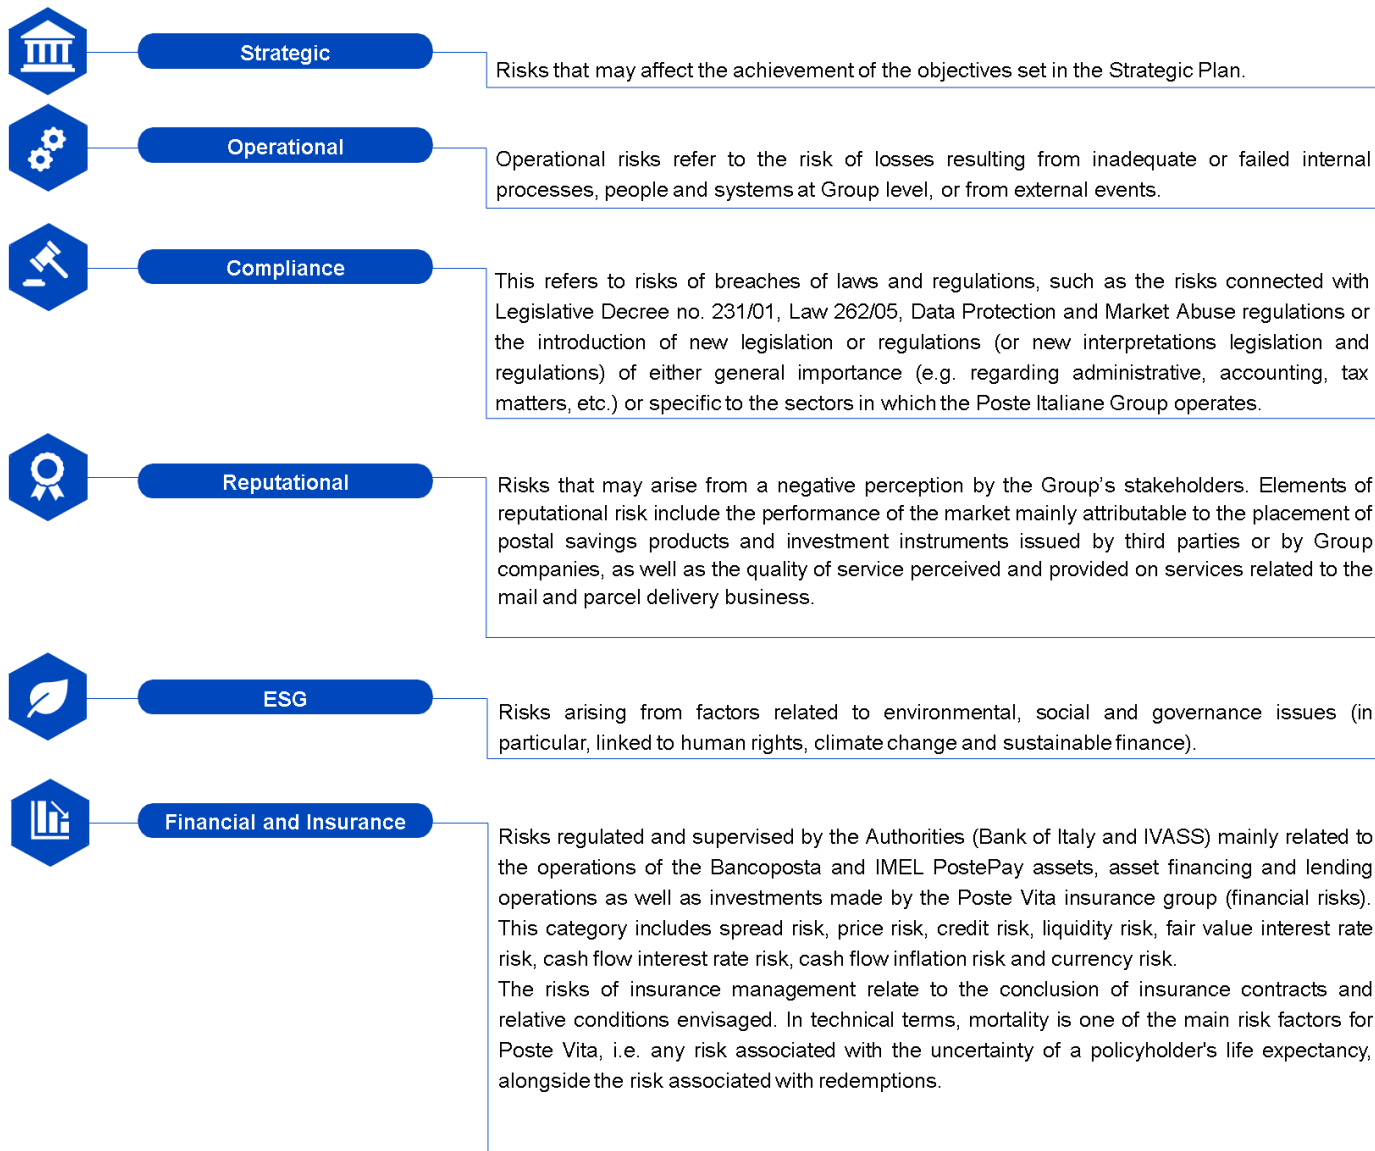 Strategic
Risks that may affect the achievement of the objectives set in the Strategic Plan.
Operational
Operational risks refer to the risk of losses resulting from inadequate or failed internal
processes, people and systems at Group level, or from external events.
Compliance
This refers to risks of breaches of laws and regulations, such as the risks connected with
Legislative Decree no. 231/01, Law 262/05, Data Protection and Market Abuse regulations or
the introduction of new legislation or regulations (or new interpretations legislation and
regulations) of either general importance (e.g. regarding administrative, accounting, tax
matters, etc.) or specific to the sectors in which the Poste Italiane Group operates.
Reputational
Risks that may arise from a negative perception by the Group's stakeholders. Elements of
reputational risk include the performance of the market mainly attributable to the placement of
postal savings products and investment instruments issued by third parties or by Group
companies, as well as the quality of service perceived and provided on services related to the
mail and parcel delivery business.
ESG
Risks arising from factors related to environmental, social and governance issues (in
particular, linked to human rights, climate change and sustainable finance).
Financial and Insurance
Risks regulated and supervised by the Authorities (Bank of Italy and IVASS) mainly related to
the operations of the Bancoposta and IMEL PostePay assets, asset financing and lending
operations as well as investments made by the Poste Vita insurance group (financial risks).
This category includes spread risk, price risk, credit risk, liquidity risk, fair value interest rate
risk, cash flow interest rate risk, cash flow inflation risk and currency risk.
The risks of insurance management relate to the conclusion of insurance contracts and
relative conditions envisaged. In technical terms, mortality is one of the main risk factors for
Poste Vita, i.e. any risk associated with the uncertainty of a policyholder's life expectancy,
alongside the risk associated with redemptions.